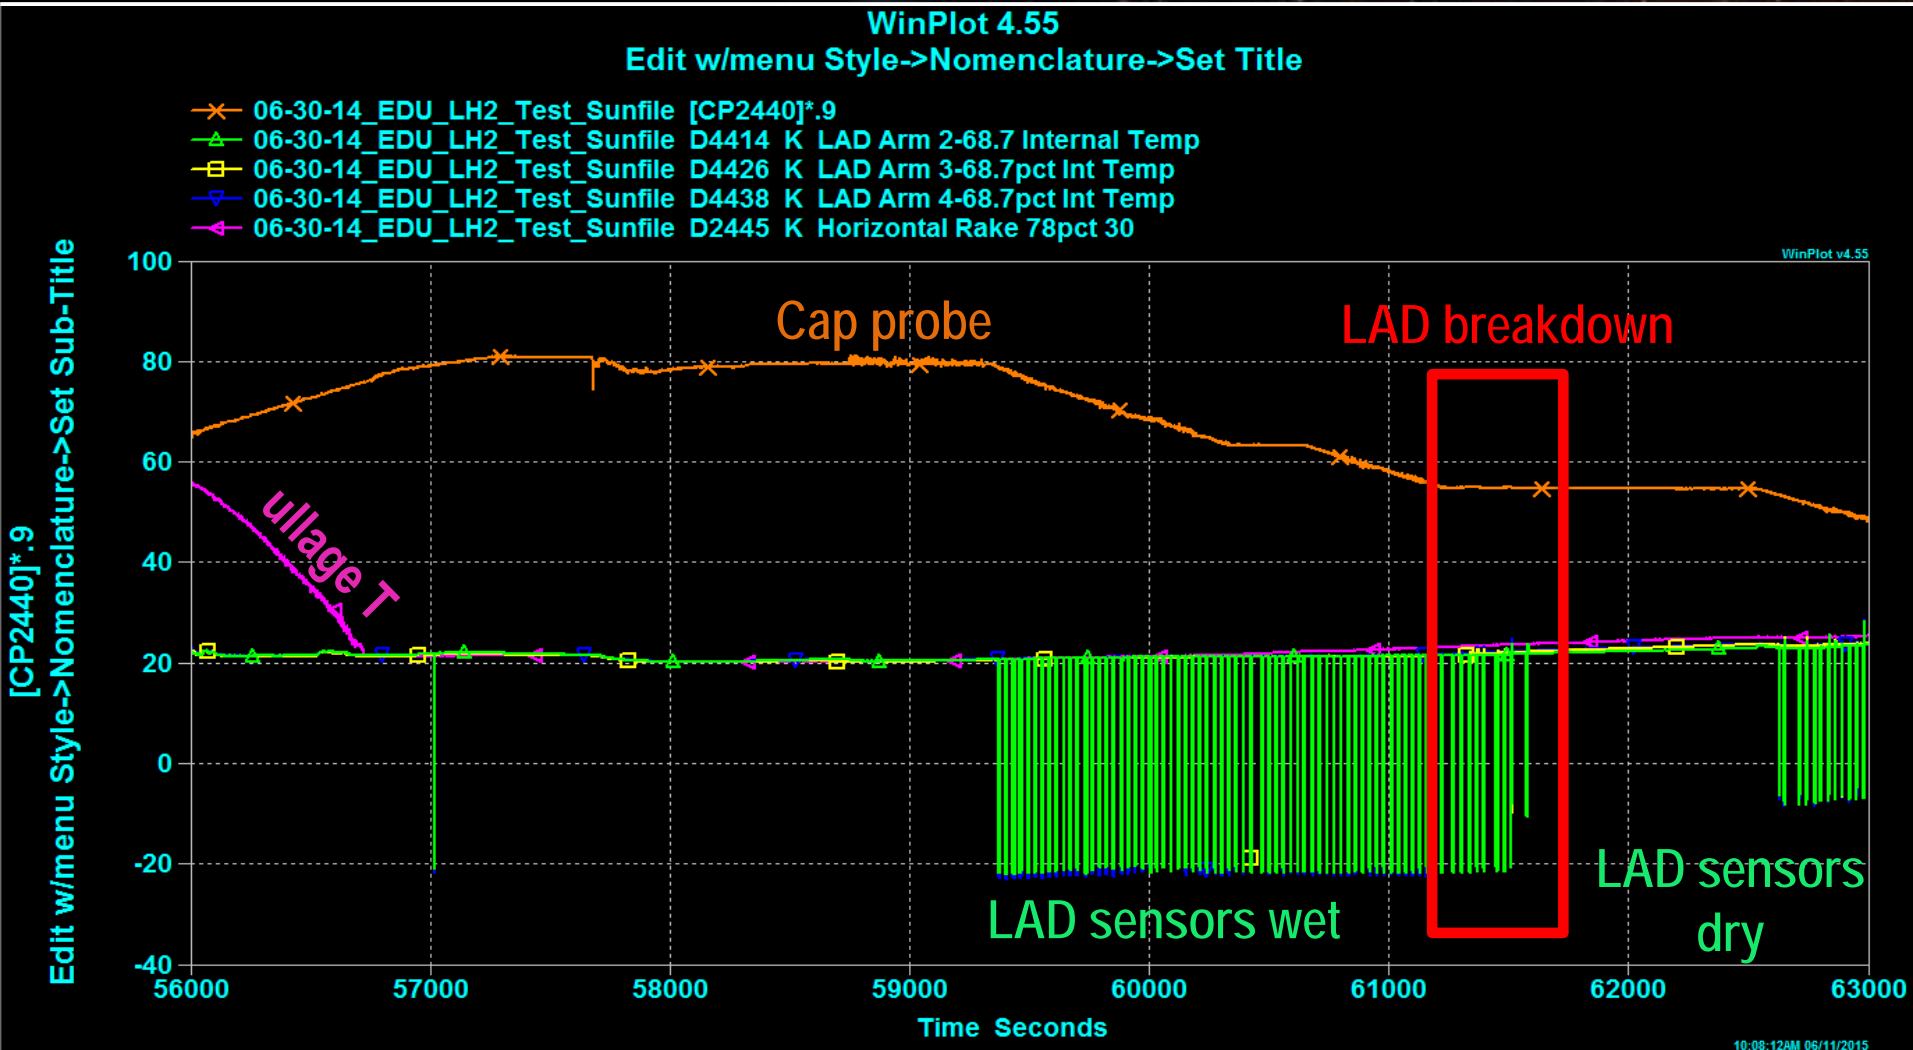 WinPlot 4.55
Edit w/menu Style->Nomenclature->Set Title
06-30-14_EDU_LH2_Test_Sunfile [CP2440]*.9
06-30-14_EDU_LH2_Test_Sunfile D4414 K LAD Arm 2-68.7 Internal Temp
06-30-14_EDU_LH2_Test_Sunfile D4426 K LAD Arm 3-68.7pct Int Temp
06-30-14_EDU_LH2_Test_Sunfile D4438 K LAD Arm 4-68.7pct Int Temp
06-30-14_EDU_LH2_Test_Sunfile D2445 K Horizontal Rake 78pct 30
WinPlot v4.55
[CP2440]*.9
Edit w/menu Style->Nomenclature->Set Sub-Title
100
80
60
40
20
0
-20
-40
Cap probe
LAD breakdown
ullage T
LAD sensors wet
LAD sensors
dry
56000 57000 58000 59000 60000 61000 62000 63000
Time Seconds
10:08:12AM 06/11/2015